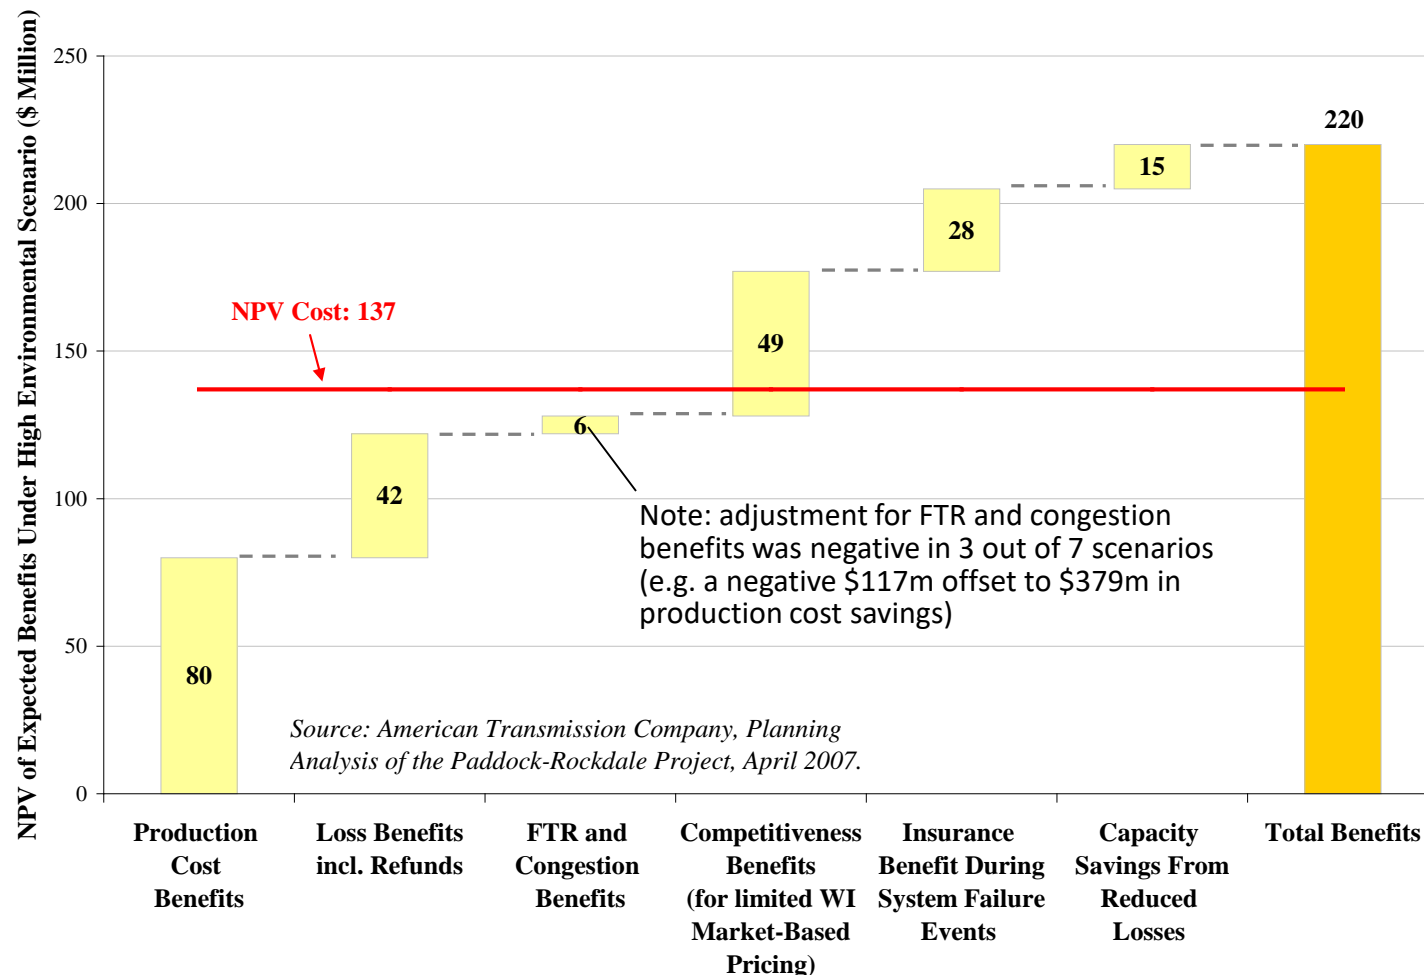 NPV of Expected Benefits Under High Environmental Scenario ($ Million)
250
200
150
100
50
0
220
15
28
49
6
42
80
NPV Cost: 137
Note: adjustment for FTR and congestion
benefits was negative in 3 out of 7 scenarios
(e.g. a negative $117m offset to $379m in
production cost savings)
Source: American Transmission Company, Planning
Analysis of the Paddock-Rockdale Project, April 2007.
Production
Cost
Benefits
Loss Benefits
incl. Refunds
FTR and
Congestion
Benefits
Competitiveness
Benefits
(for limited WI
Market-Based
Pricing)
Insurance
Benefit During
System Failure
Events
Capacity
Savings From
Reduced
Losses
Total Benefits